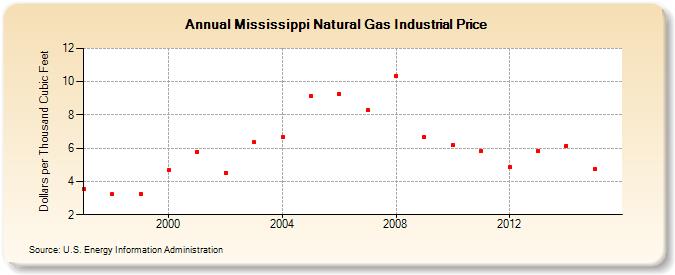 Annual Mississippi Natural Gas Industrial Price
Dollars per Thousand Cubic Feet
12
10
8
6
4
2
2000 2004 2008 2012
Source: U.S. Energy Information Administration